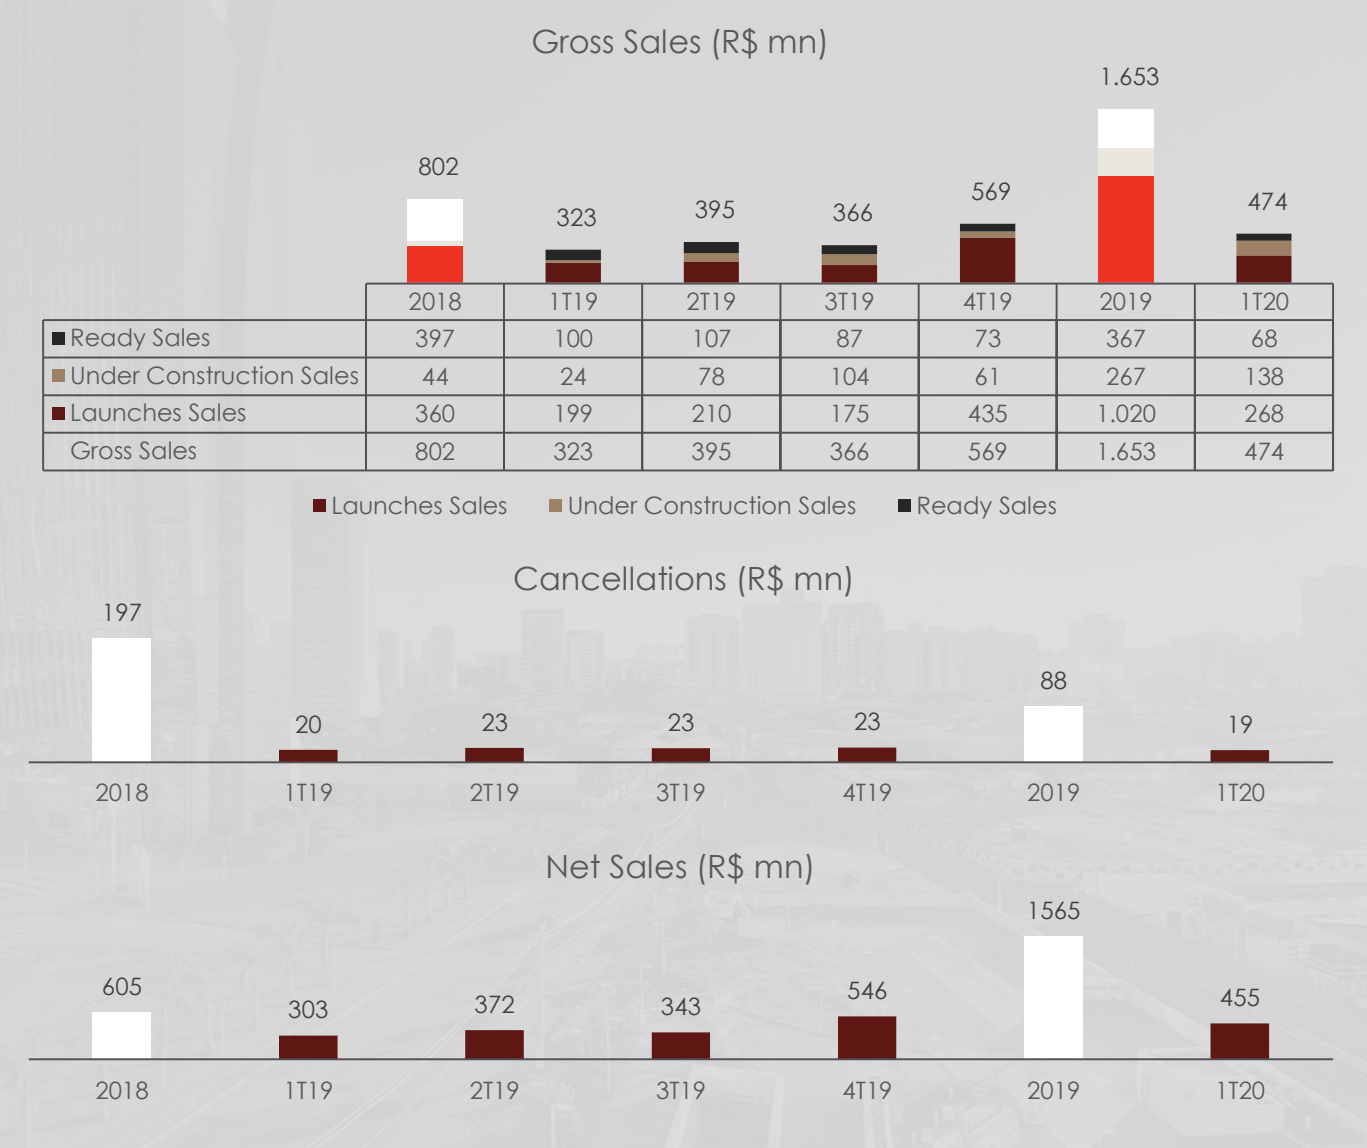 Gross Sales (R$ mn)
802 323 395 366 569 1.653 474
2018 1T19 2T19 3T19 4T19 2019 1T20
Ready Sales 397 100 107 87 73 367 68
Under Construction Sales 44 24 78 104 61 267 138
Launches Sales 360 199 210 175 435 1.020 268
Gross Sales 802 323 395 366 569 1.653 474
Launches Sales Under Construction Sales Ready Sales
Cancellations (R$ mn)
197 20 23 23 23 88 19
2018 1T19 2T19 3T19 4T19 2019 1T20
Net Sales (R$ mn)
605 303 372 343 546 1565 455
2018 1T19 2T19 3T19 4T19 2019 1T20